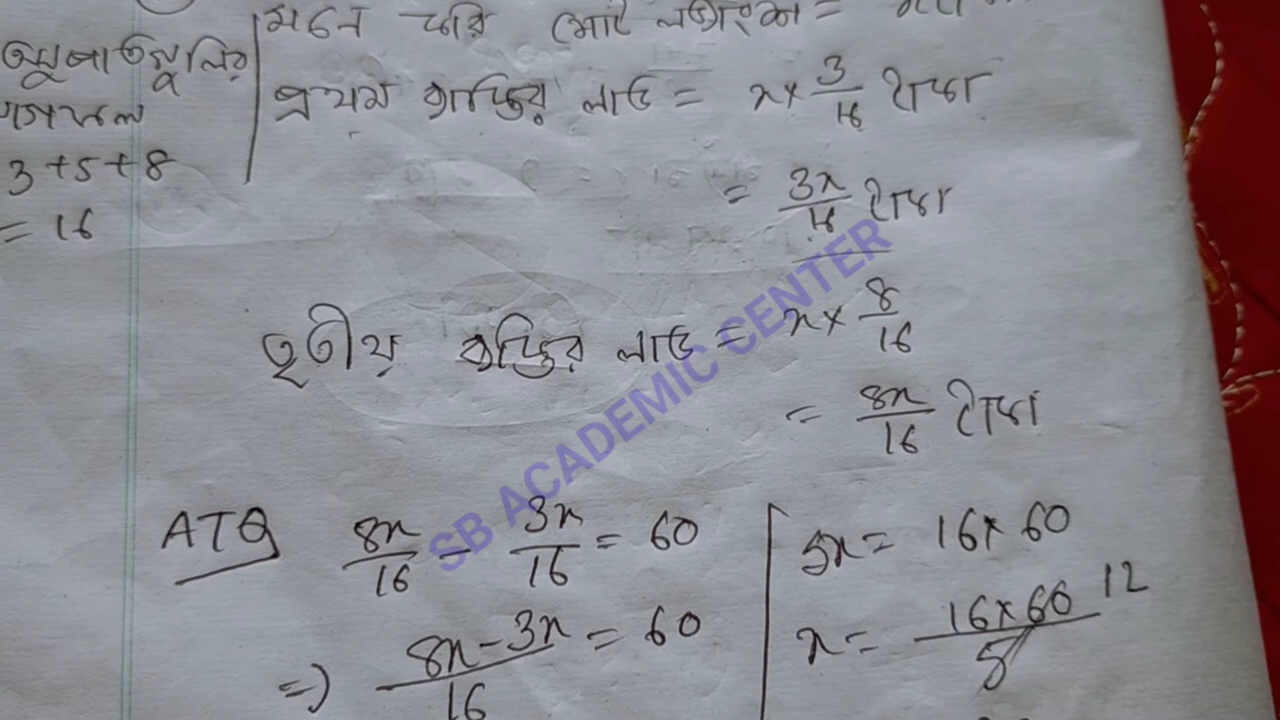 মনে করি মোট লভ্যাংশ =
অনুপাতগুলির
যোগফল
3+5+8
= 16
প্রথম ব্যক্তির লাভ = x × 3/16 টাকা
= 3x/16 টাকা
তৃতীয় ব্যক্তির লাভ = x × 8/16
= 8x/16 টাকা
SB ACADEMIC CENTER
ATQ 8x/16 - 3x/16 = 60
=> 8x-3x/16 = 60
5x = 16×60
x = 16×60 12/5